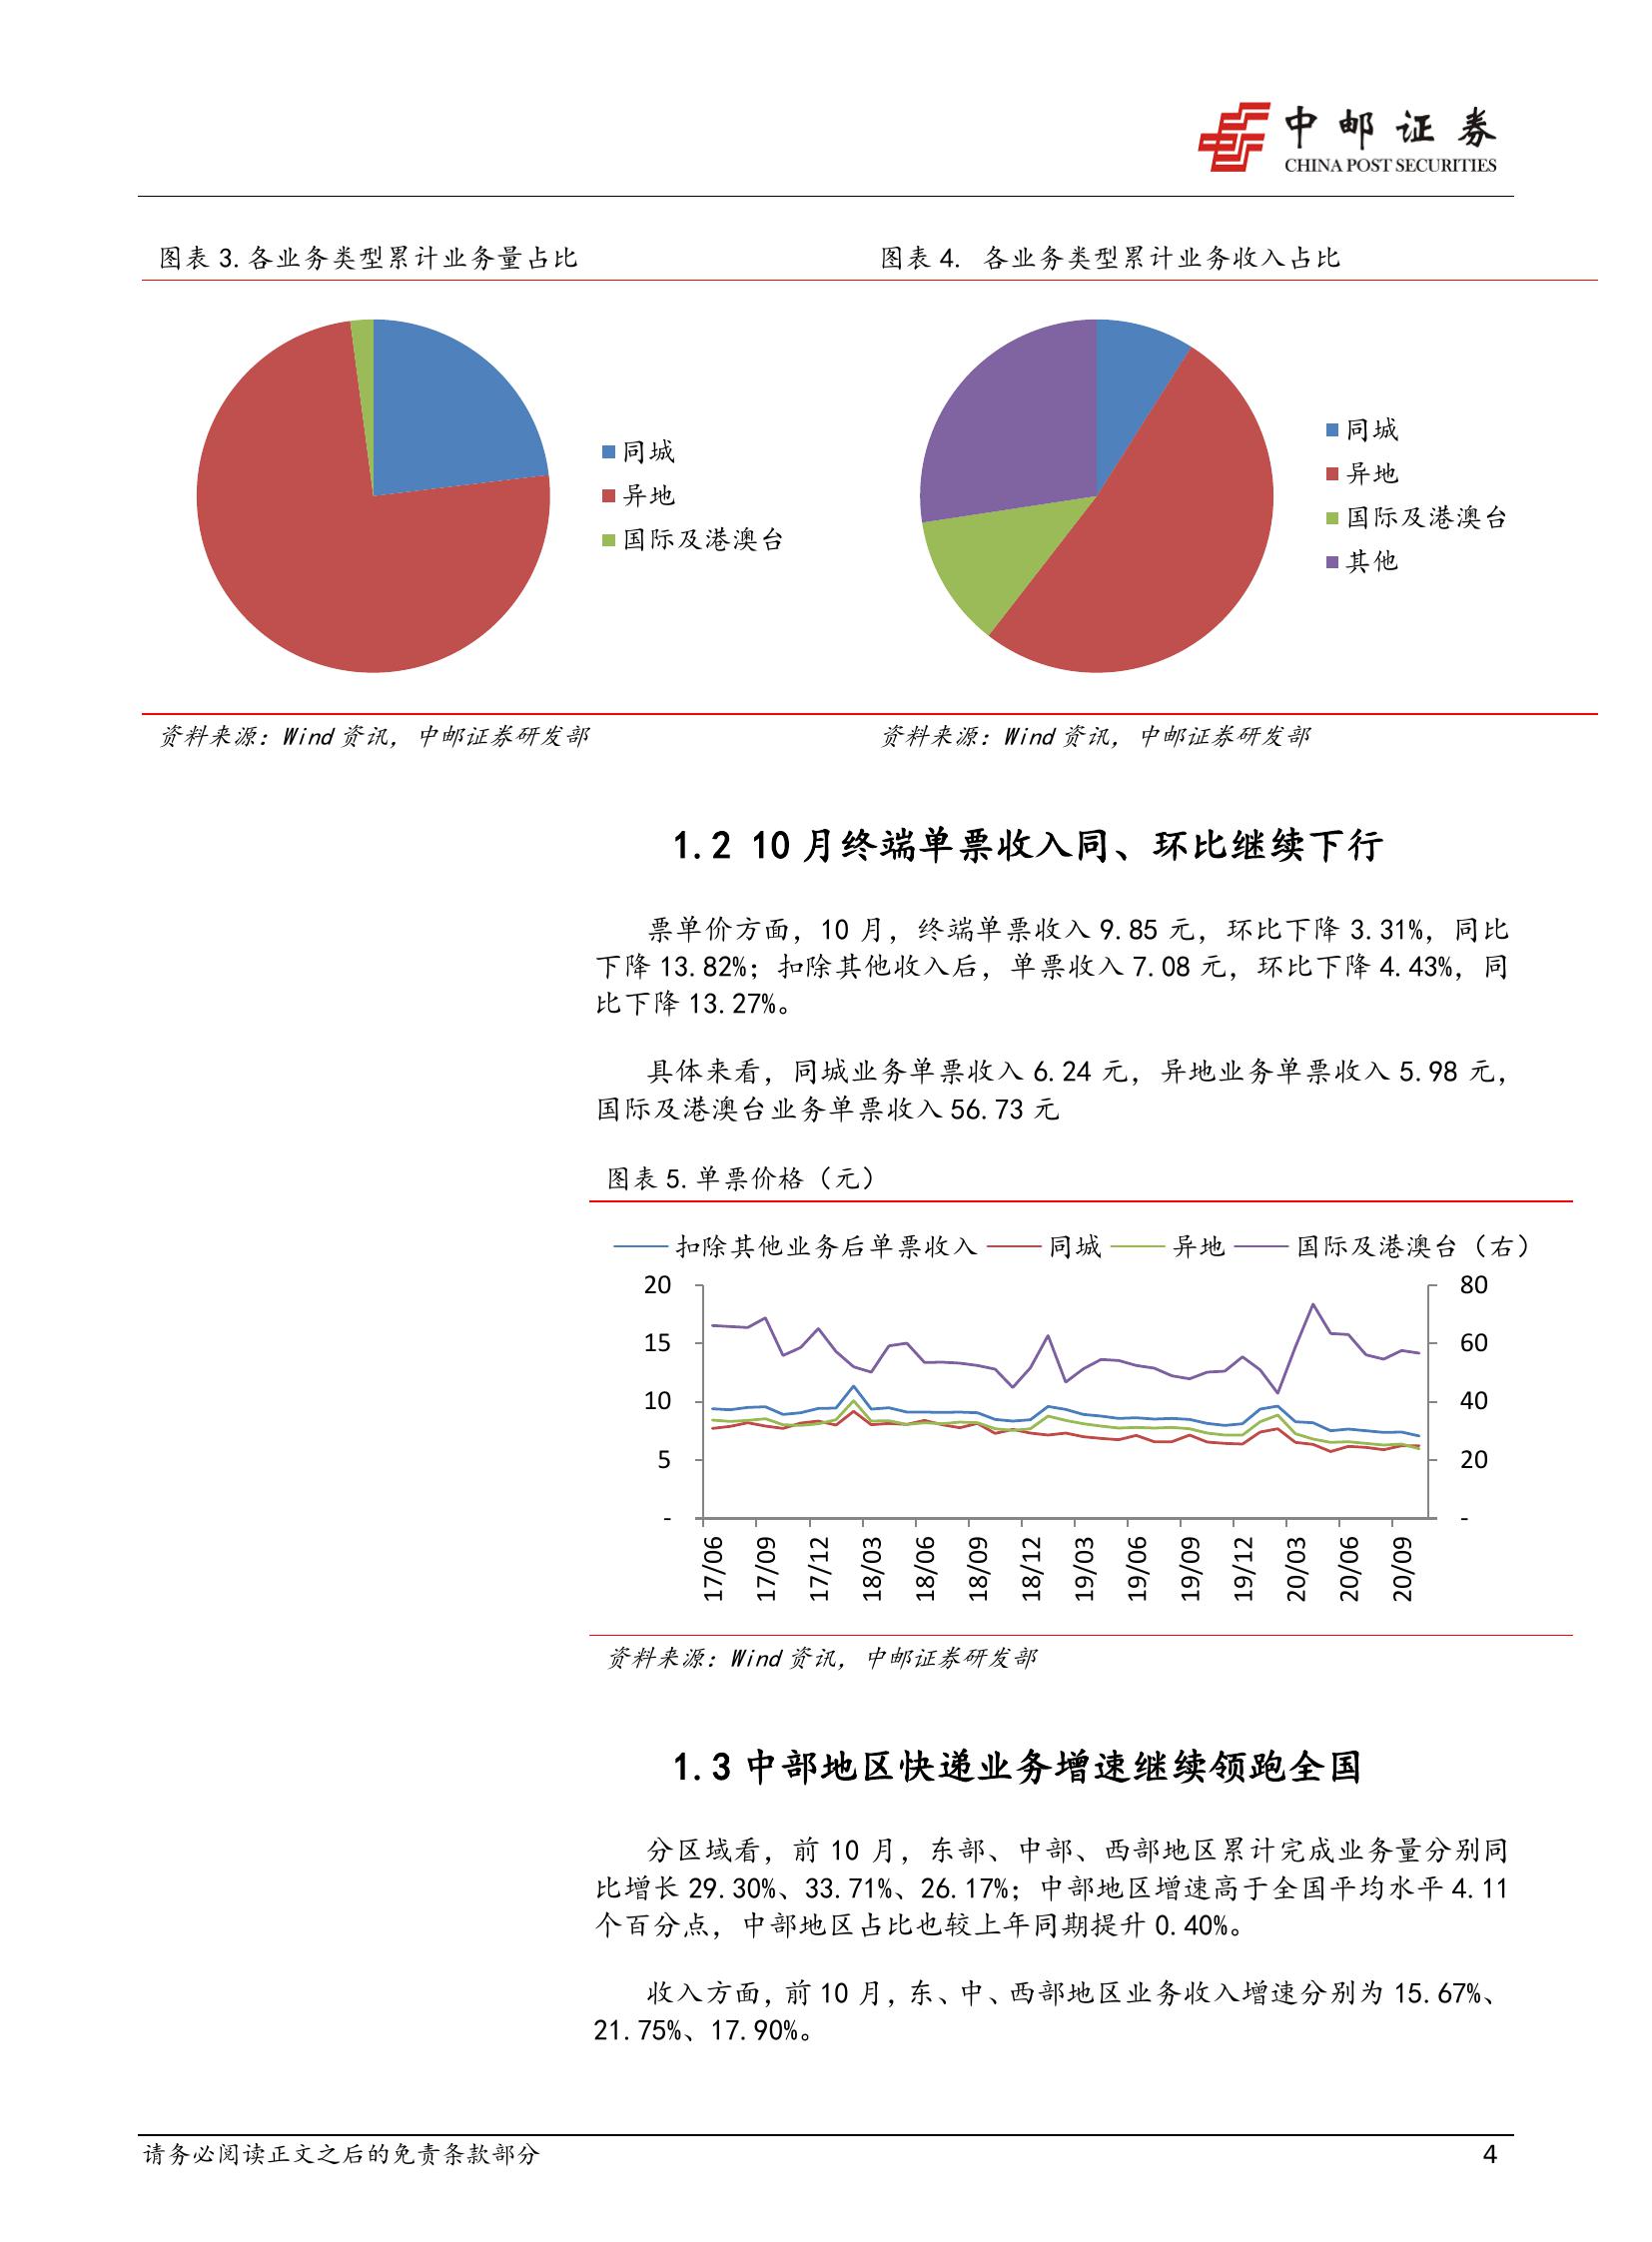 中邮证券
CHINA POST SECURITIES
图表 3. 各业务类型累计业务量占比
同城
异地
国际及港澳台
资料来源：Wind 资讯，中邮证券研发部
图表 4. 各业务类型累计业务收入占比
同城
异地
国际及港澳台
其他
资料来源：Wind 资讯，中邮证券研发部
1.2 10 月终端单票收入同、环比继续下行
票单价方面，10 月，终端单票收入 9.85 元，环比下降 3.31%，同比
下降 13.82%；扣除其他收入后，单票收入 7.08 元，环比下降 4.43%，同
比下降 13.27%。
具体来看，同城业务单票收入 6.24 元，异地业务单票收入 5.98 元，
国际及港澳台业务单票收入 56.73 元
图表 5. 单票价格（元）
扣除其他业务后单票收入 同城 异地 国际及港澳台（右）
20 80
15 60
10 40
5 20
- -
17/06 17/09 17/12 18/03 18/06 18/09 18/12 19/03 19/06 19/09 19/12 20/03 20/06 20/09
资料来源：Wind 资讯，中邮证券研发部
1.3 中部地区快递业务增速继续领跑全国
分区域看，前 10 月，东部、中部、西部地区累计完成业务量分别同
比增长 29.30%、33.71%、26.17%；中部地区增速高于全国平均水平 4.11
个百分点，中部地区占比也较上年同期提升 0.40%。
收入方面，前 10 月，东、中、西部地区业务收入增速分别为 15.67%、
21.75%、17.90%。
请务必阅读正文之后的免责条款部分 4